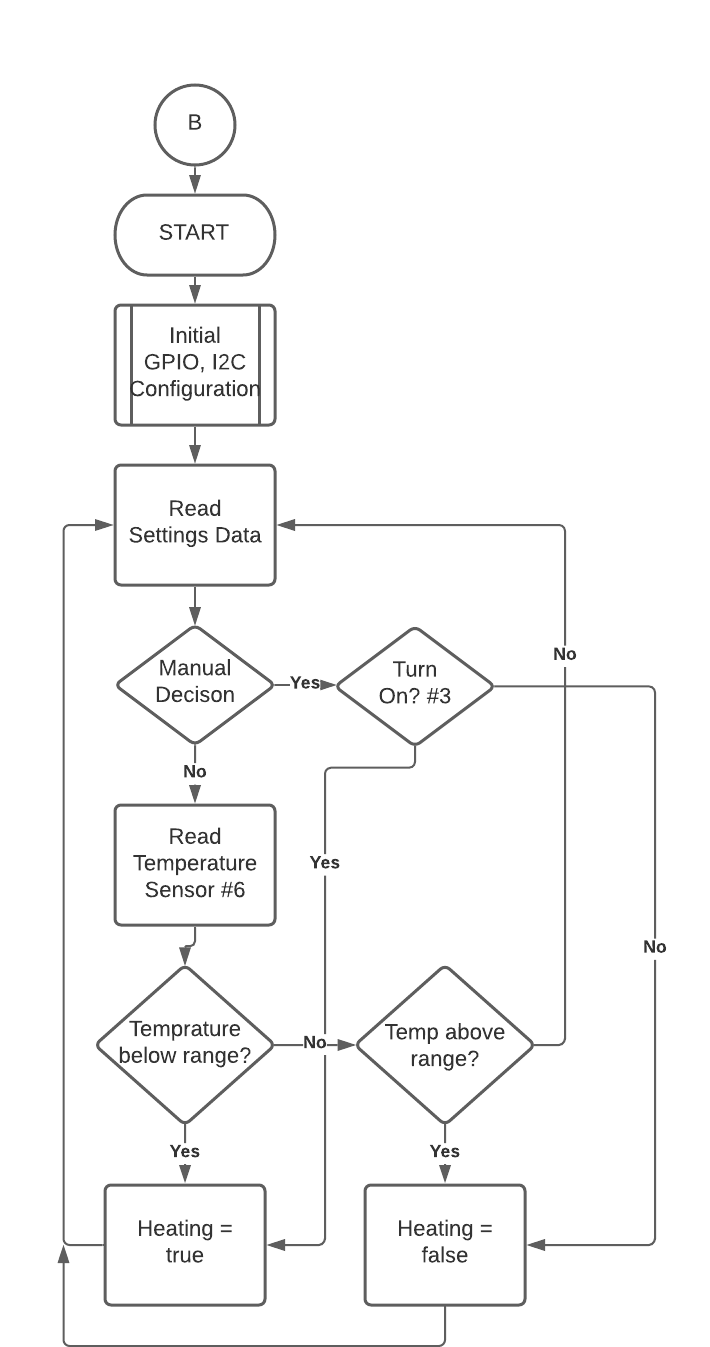 B
START
Initial
GPIO, I2C
Configuration
Read
Settings Data
Manual
Decison
Yes
Turn
On? #3
No
No
Read
Temperature
Sensor #6
Yes
No
Temprature
below range?
No
Temp above
range?
Yes
Yes
Heating =
true
Heating =
false